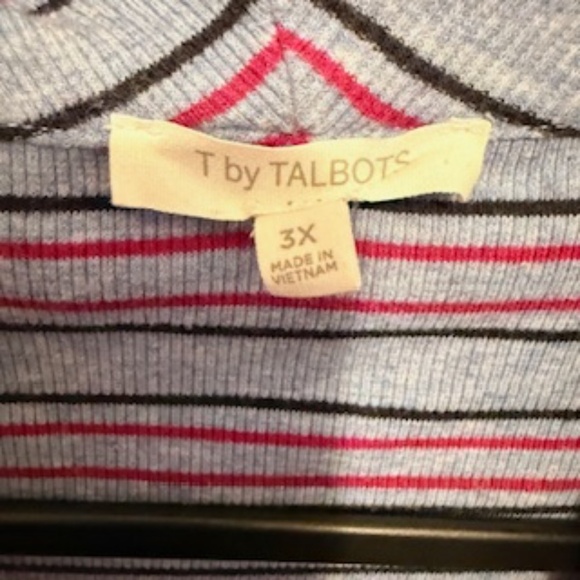 T by TALBOTS
3X
MADE IN
VIETNAM